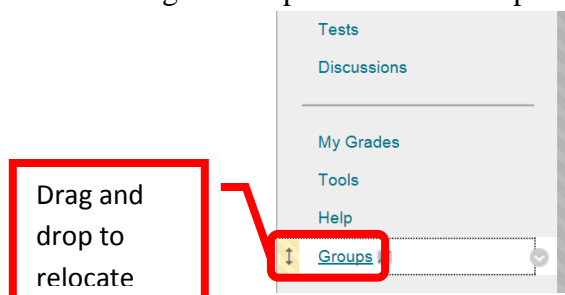 Tests
Discussions
My Grades
Tools
Help
Groups
Drag and
drop to
relocate